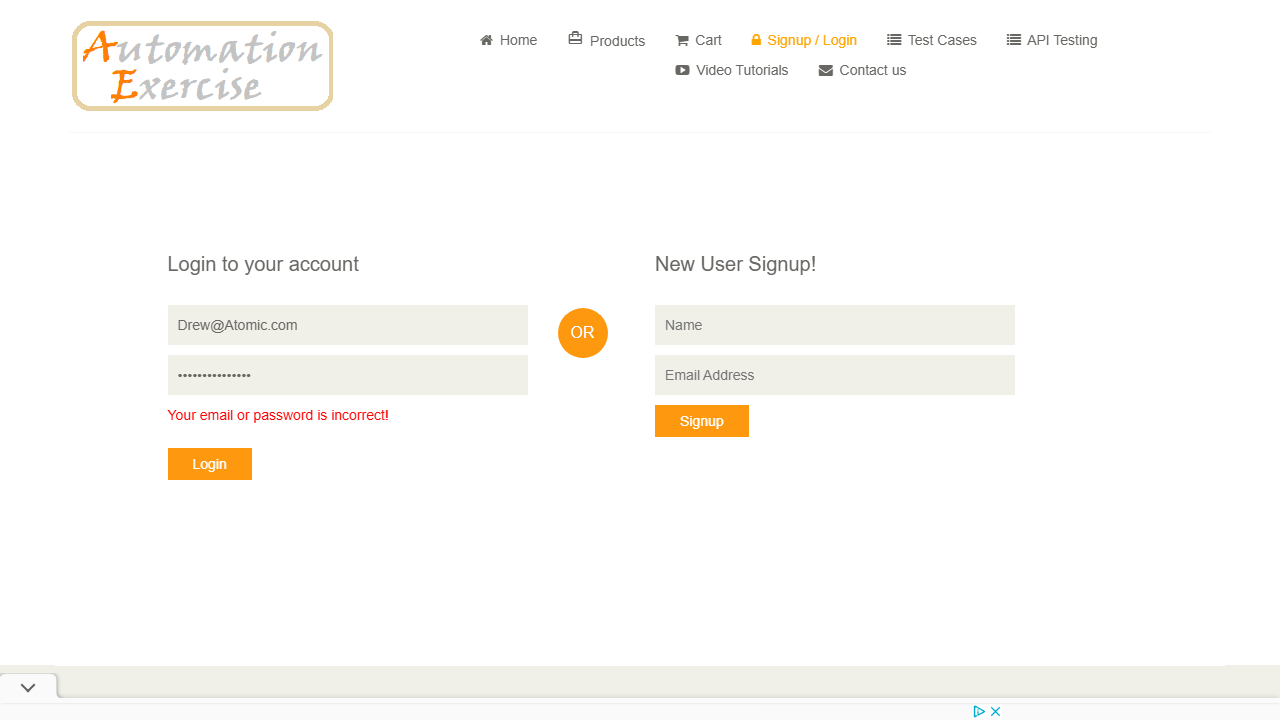 Automation
Exercise
Home
Products
Cart
Signup / Login
Test Cases
API Testing
Video Tutorials
Contact us
Login to your account
Drew@Atomic.com
•••••••••••••••
Your email or password is incorrect!
Login
OR
New User Signup!
Name
Email Address
Signup